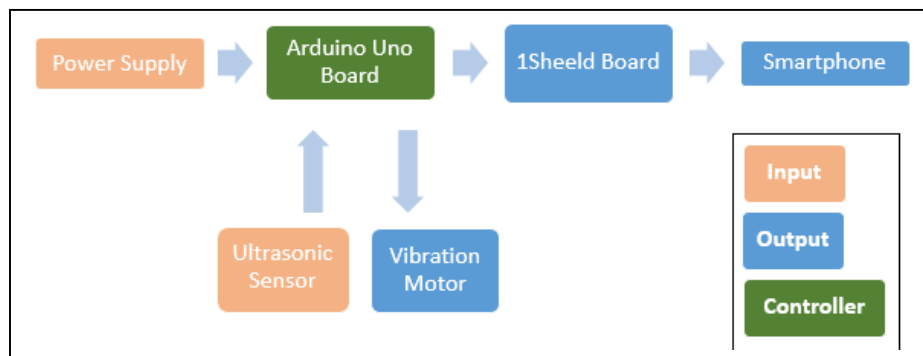 Power Supply
Arduino Uno
Board
1Sheeld Board
Smartphone
Ultrasonic
Sensor
Vibration
Motor
Input
Output
Controller